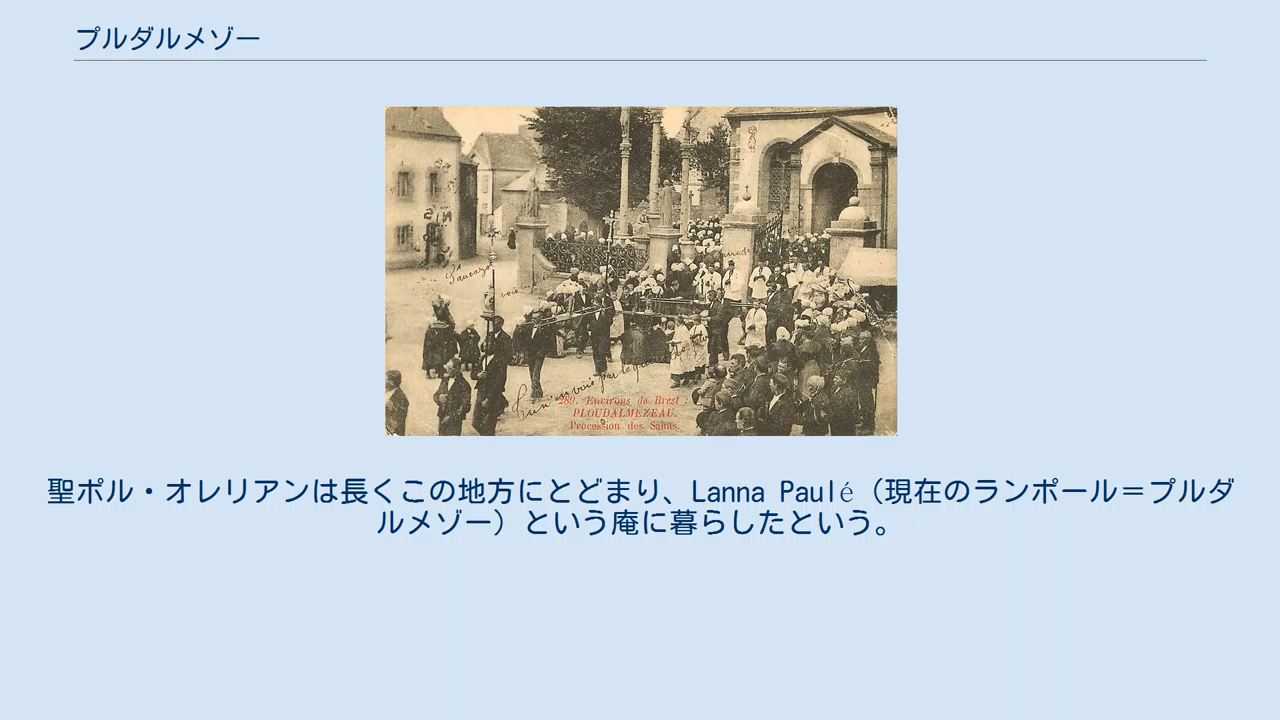 プルダルメゾー
289. Environs de Brest
PLOUDALMEZEAU.
Procession des Saints.
聖ポル・オレリアンは長くこの地方にとどまり、Lanna Paulé（現在のランポール＝プルダ
ルメゾー）という庵に暮らしたという。